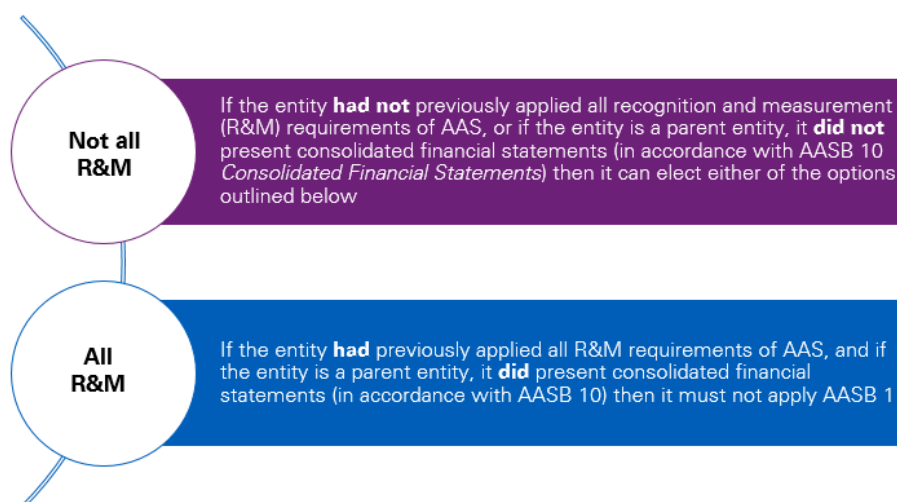 Not all
R&M
If the entity had not previously applied all recognition and measurement
(R&M) requirements of AAS, or if the entity is a parent entity, it did not
present consolidated financial statements (in accordance with AASB 10
Consolidated Financial Statements) then it can elect either of the options
outlined below
All
R&M
If the entity had previously applied all R&M requirements of AAS, and if
the entity is a parent entity, it did present consolidated financial
statements (in accordance with AASB 10) then it must not apply AASB 1